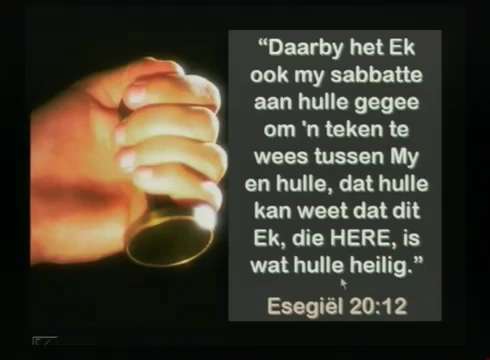 “Daarby het Ek
ook my sabbatte
aan hulle gegee
om 'n teken te
wees tussen My
en hulle, dat hulle
kan weet dat dit
Ek, die HERE, is
wat hulle heilig.”
Esegiël 20:12